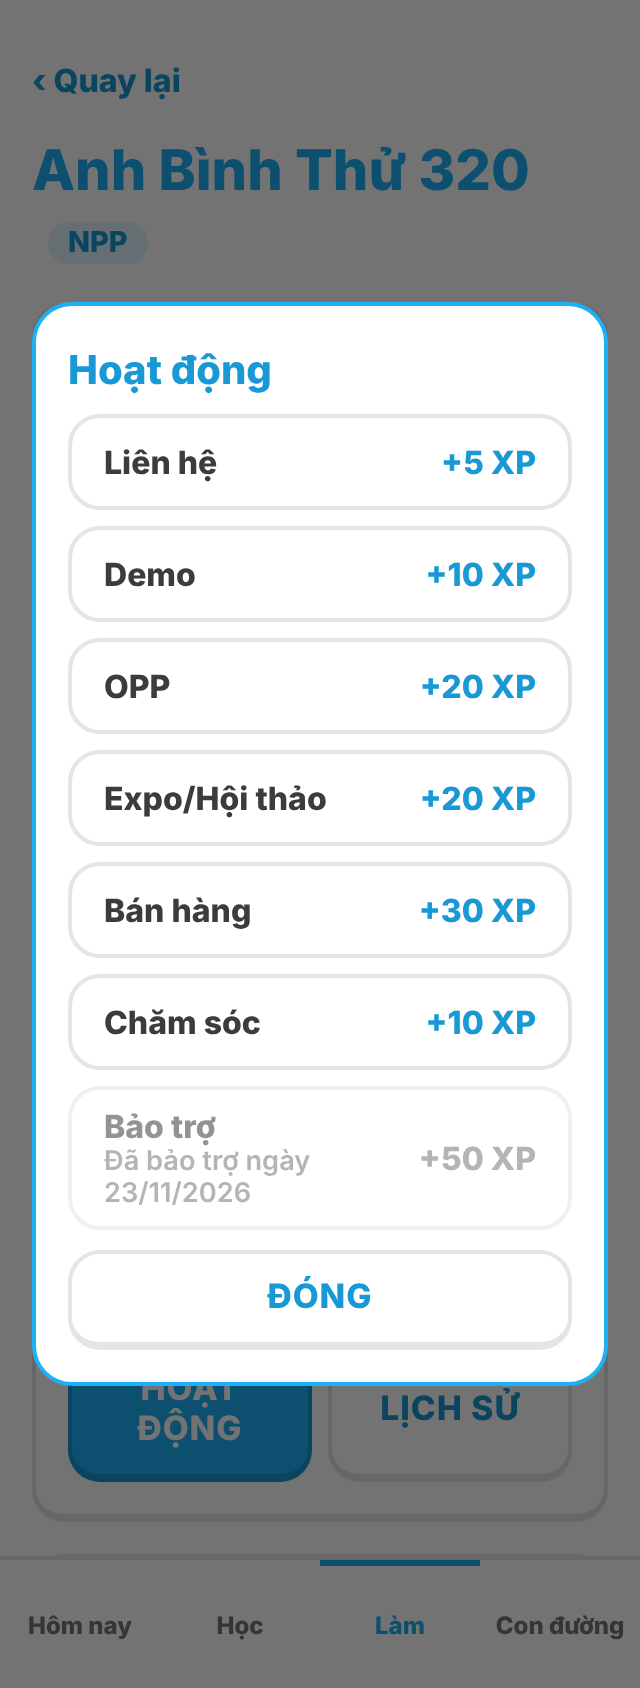 ‹ Quay lại
Anh Bình Thử 320
NPP
Hoạt động
Liên hệ +5 XP
Demo +10 XP
OPP +20 XP
Expo/Hội thảo +20 XP
Bán hàng +30 XP
Chăm sóc +10 XP
Bảo trợ
Đã bảo trợ ngày
23/11/2026
+50 XP
ĐÓNG
HOẠT
ĐỘNG
LỊCH SỬ
Hôm nay Học Làm Con đường